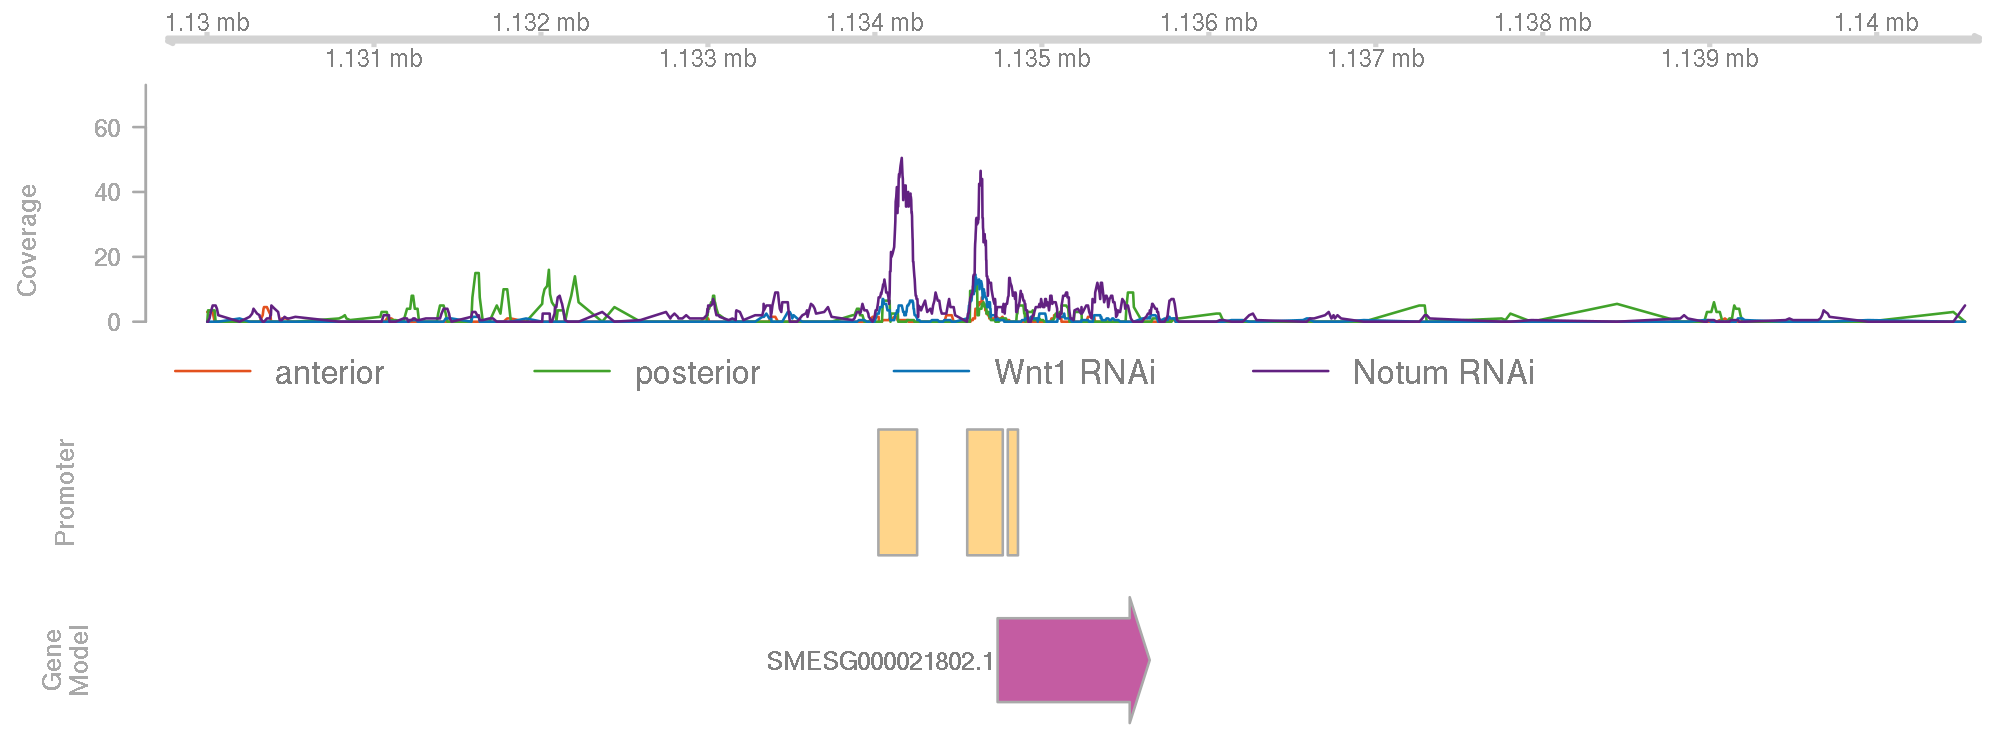 1.13 mb 1.132 mb 1.134 mb 1.136 mb 1.138 mb 1.14 mb
1.131 mb 1.133 mb 1.135 mb 1.137 mb 1.139 mb
Coverage
60
40
20
0
anterior posterior Wnt1 RNAi Notum RNAi
Promoter
Gene
Model
SMESG000021802.1